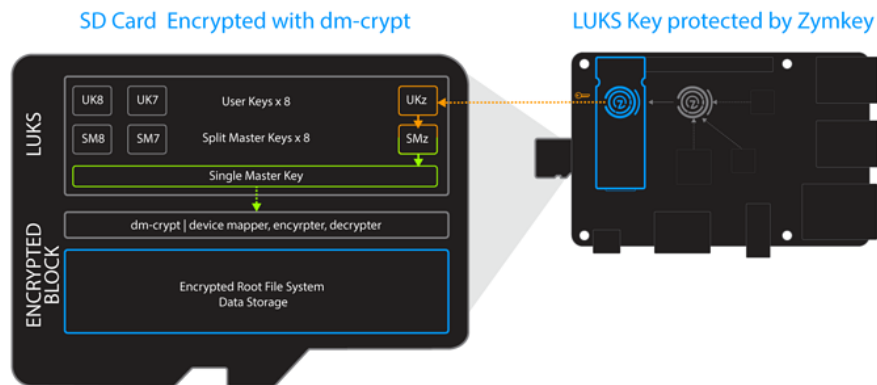 SD Card Encrypted with dm-crypt
LUKS Key protected by Zymkey
LUKS
UK8 UK7 User Keys x 8 UKz
SM8 SM7 Split Master Keys x 8 SMz
Single Master Key
dm-crypt | device mapper, encyrpter, decrypter
ENCRYPTED
BLOCK
Encrypted Root File System
Data Storage